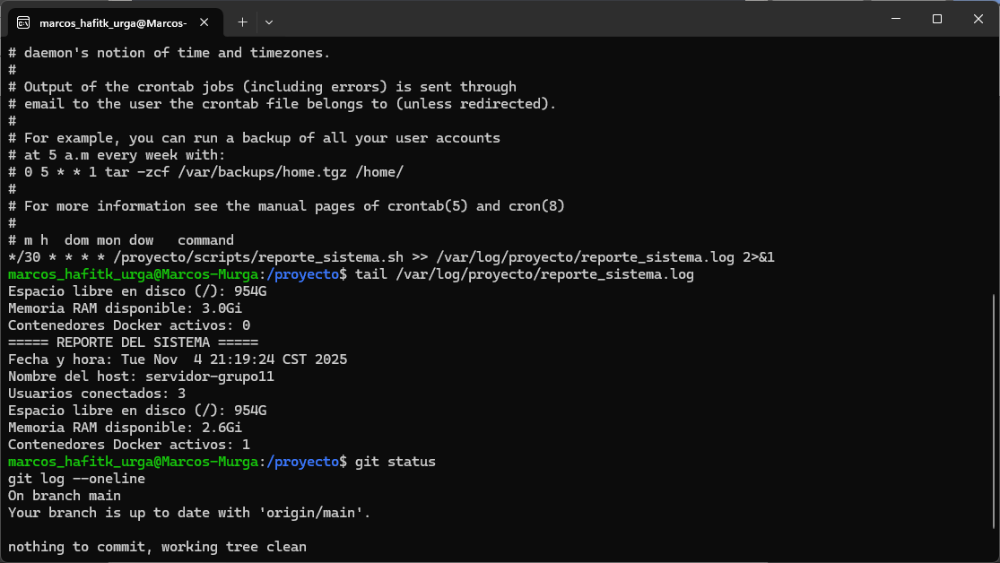 marcos_hafitk_urga@Marcos-
# daemon's notion of time and timezones.
#
# Output of the crontab jobs (including errors) is sent through
# email to the user the crontab file belongs to (unless redirected).
#
# For example, you can run a backup of all your user accounts
# at 5 a.m every week with:
# 0 5 * * 1 tar -zcf /var/backups/home.tgz /home/
#
# For more information see the manual pages of crontab(5) and cron(8)
#
# m h  dom mon dow   command
*/30 * * * * /proyecto/scripts/reporte_sistema.sh >> /var/log/proyecto/reporte_sistema.log 2>&1
marcos_hafitk_urga@Marcos-Murga:/proyecto$ tail /var/log/proyecto/reporte_sistema.log
Espacio libre en disco (/): 954G
Memoria RAM disponible: 3.0Gi
Contenedores Docker activos: 0
===== REPORTE DEL SISTEMA =====
Fecha y hora: Tue Nov  4 21:19:24 CST 2025
Nombre del host: servidor-grupo11
Usuarios conectados: 3
Espacio libre en disco (/): 954G
Memoria RAM disponible: 2.6Gi
Contenedores Docker activos: 1
marcos_hafitk_urga@Marcos-Murga:/proyecto$ git status
git log --oneline
On branch main
Your branch is up to date with 'origin/main'.

nothing to commit, working tree clean